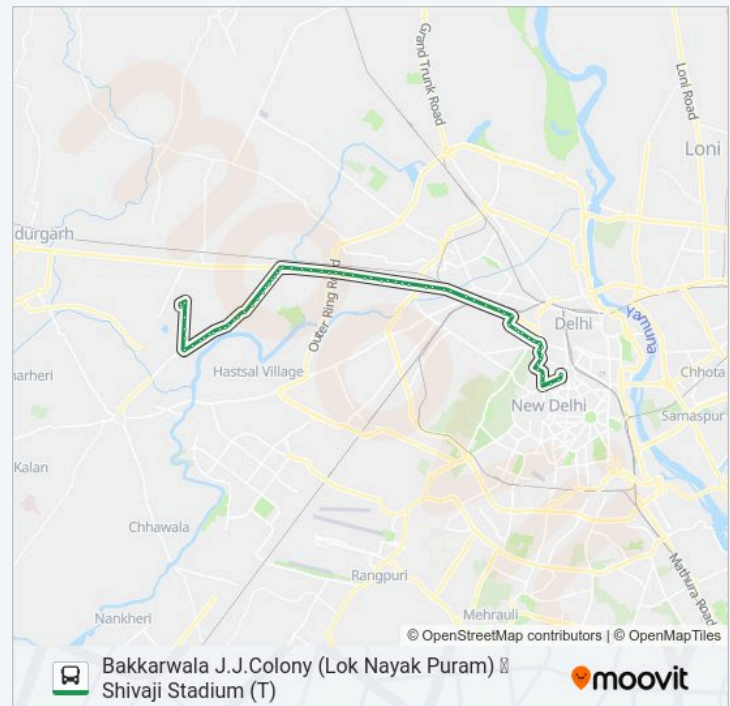 Grand Trunk Road
Loni Road
Loni
durgarh
Outer Ring Road
Delhi
Yamuna
Hastsal Village
arheri
Chhota
New Delhi
Samaspur
Kalan
Chhawala
Rangpuri
Mathura Road
Nankheri
Mehrauli
© OpenStreetMap contributors | © OpenMapTiles
Bakkarwala J.J.Colony (Lok Nayak Puram)
Shivaji Stadium (T)
moovit